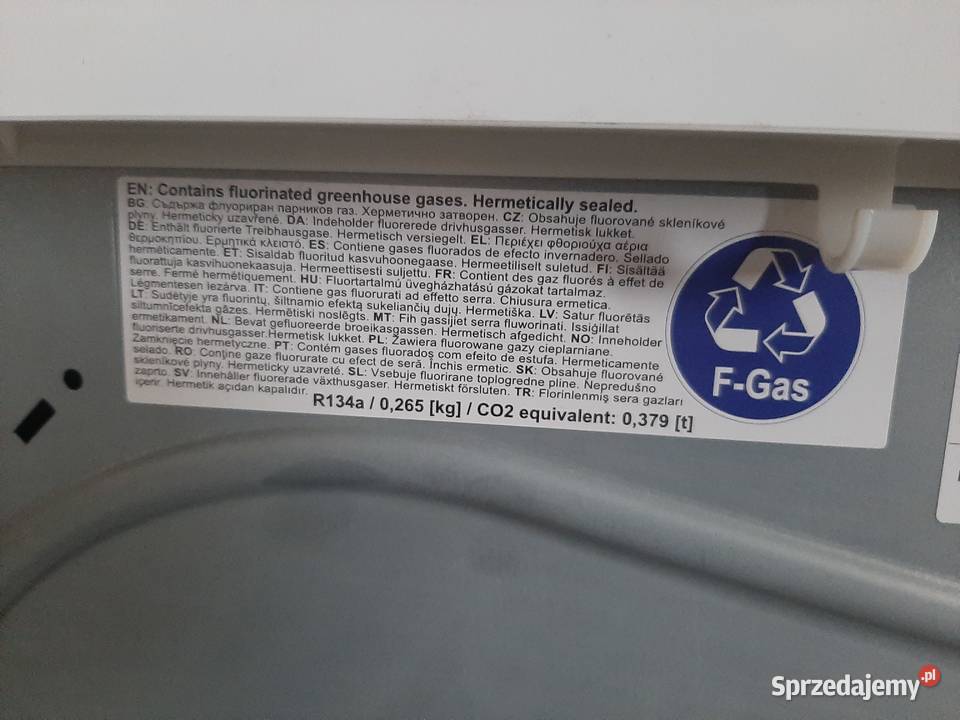 EN: Contains fluorinated greenhouse gases. Hermetically sealed.
BG: Съдържа флуориран парников газ. Херметично затворен. CZ: Obsahuje fluorované skleníkové
plyny. Hermeticky uzavřené. DA: Indeholder fluorerede drivhusgasser. Hermetisk lukket.
DE: Enthält fluorierte Treibhausgase. Hermetisch versiegelt. EL: Περιέχει φθοριούχα αέρια
θερμοκηπίου. Ερμητικά κλειστό. ES: Contiene gases fluorados de efecto invernadero. Sellado
herméticamente. ET: Sisaldab fluoritud kasvuhoonegaase. Hermeetiliselt suletud. FI: Sisältää
fluorattuja kasvihuonekaasuja. Hermeettisesti suljettu. FR: Contient des gaz fluorés à effet de
serre. Fermé hermétiquement. HU: Fluortartalmú üvegházhatású gázokat tartalmaz.
Légmentesen lezárva. IT: Contiene gas fluorurati ad effetto serra. Chiusura ermetica.
LT: Sudėtyje yra fluorintų, šiltnamio efektą sukeliančių dujų. Hermetiška. LV: Satur fluorētās
siltumnīcefekta gāzes. Hermētiski noslēgts. MT: Fih gassijiet serra fluworinati. Issiġillat
ermetikament. NL: Bevat gefluoreerde broeikasgassen. Hermetisch afgedicht. NO: Inneholder
fluoriserte drivhusgasser. Hermetisk lukket. PL: Zawiera fluorowane gazy cieplarniane.
Zamknięcie hermetyczne. PT: Contém gases fluorados com efeito de estufa. Hermeticamente
selado. RO: Conţine gaze fluorurate cu efect de seră. Închis ermetic. SK: Obsahuje fluorované
skleníkové plyny. Hermeticky uzavreté. SL: Vsebuje fluorirane toplogredne pline. Nepredušno
zaprto. SV: Innehåller fluorerade växthusgaser. Hermetiskt försluten. TR: Florinlenmiş sera gazları
içerir. Hermetik açıdan kapalıdır.
R134a / 0,265 [kg] / CO2 equivalent: 0,379 [t]
F-Gas
Sprzedajemy.pl